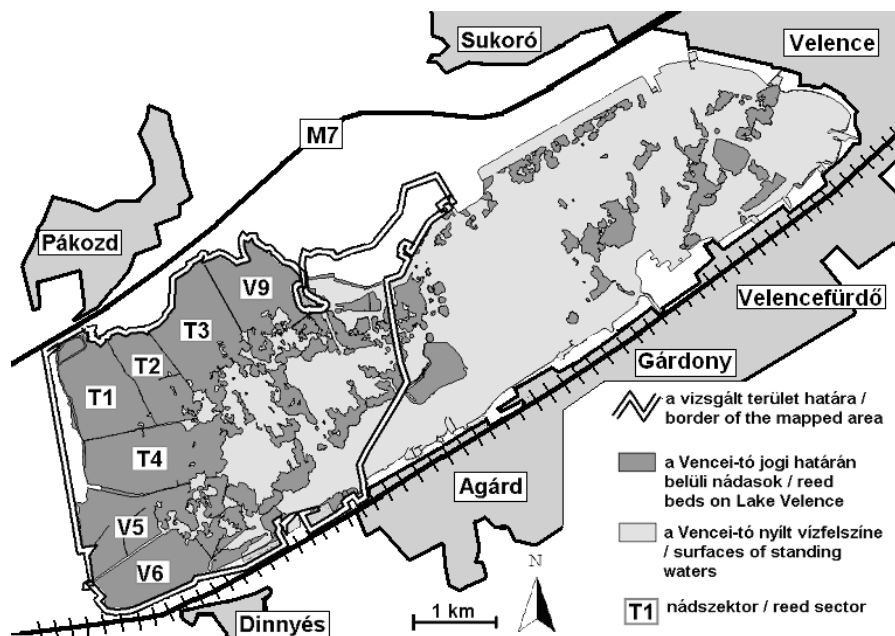 Sukoró
Velence
M7
Pákozd
V9
T3
T2
T1
T4
V5
V6
Velencefürdő
Gárdony
Agárd
Dinnyés
1 km
N
a vizsgált terület határa /
border of the mapped area
a Vencei-tó jogi határán
belüli nádasok / reed
beds on Lake Velence
a Vencei-tó nyílt vízfelszíne
/ surfaces of standing
waters
T1 nádszektor / reed sector